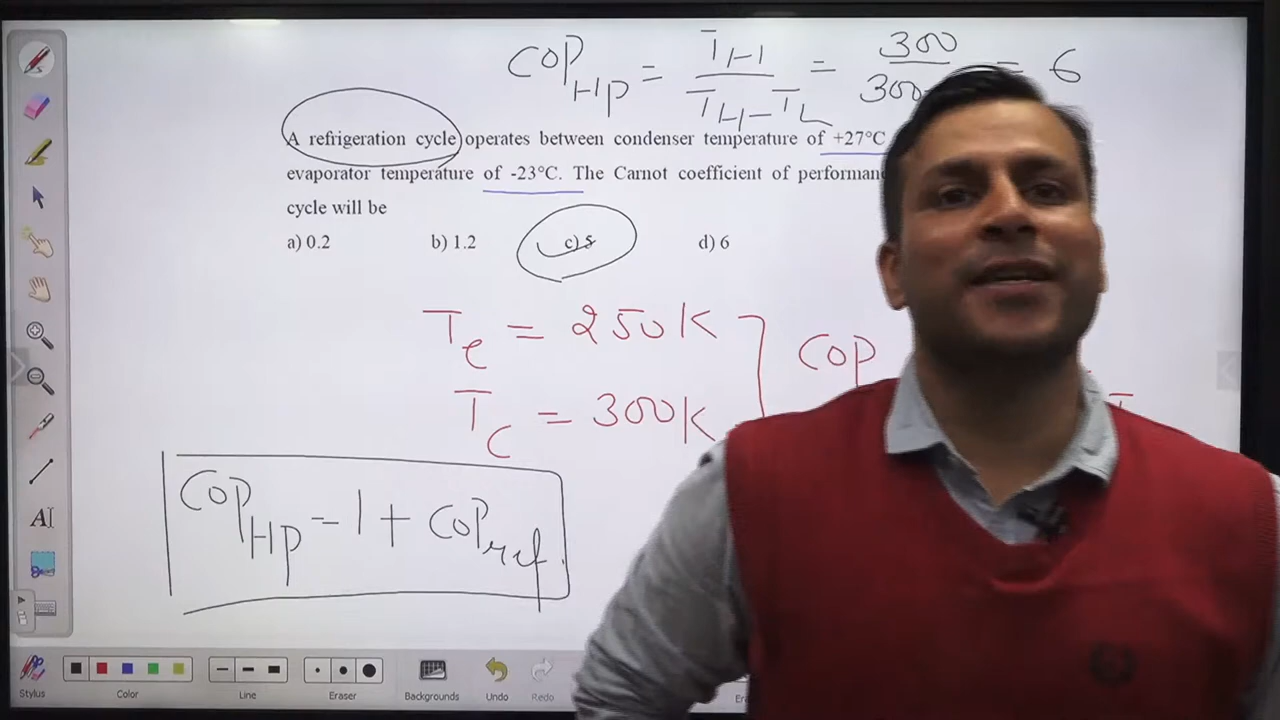 COP_HP = T_H / T_H - T_L = 300 / 300 = 6
A refrigeration cycle operates between condenser temperature of +27°C
evaporator temperature of -23°C. The Carnot coefficient of
cycle will be
a) 0.2 b) 1.2 c) 5 d) 6
T_e = 250K
T_c = 300K
COP
COP_HP = 1 + COP_ref.
Stylus Color Line Eraser Backgrounds Undo Redo